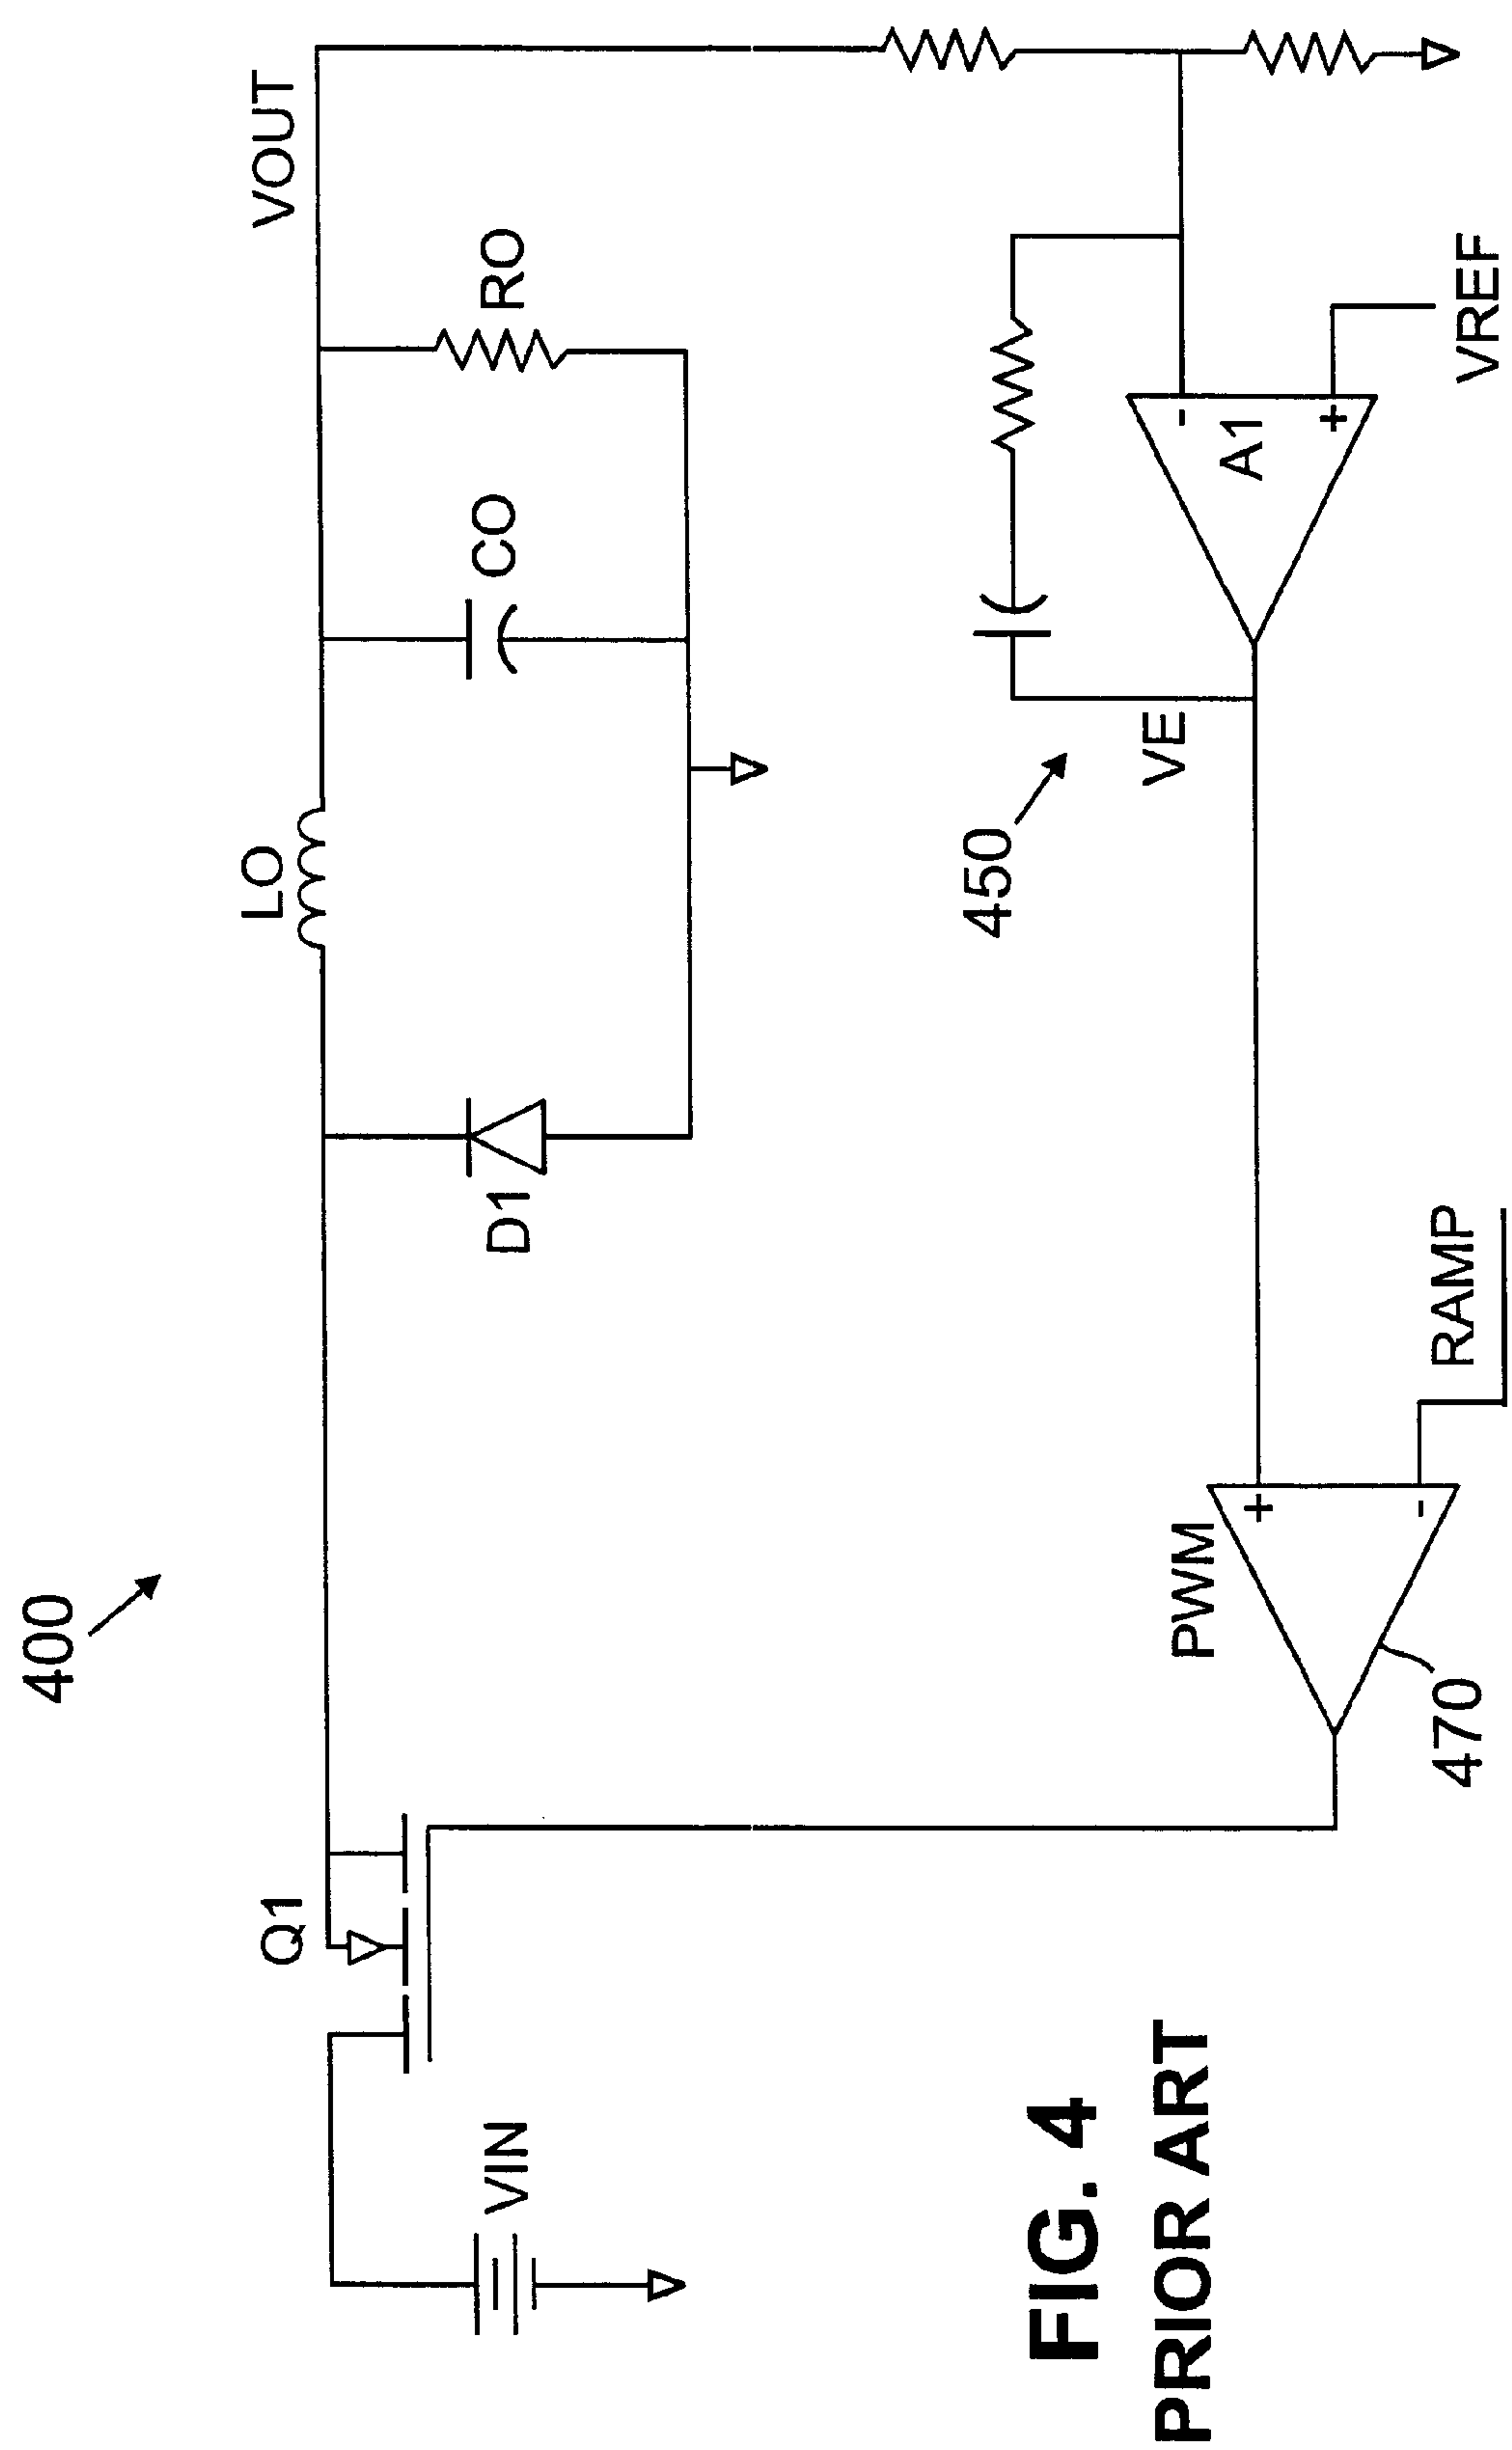 400
Q1
LO
VOUT
VIN
D1
CO
RO
450
VE
PWM
+
-
RAMP
470
-
A1
+
VREF
FIG. 4
PRIOR ART